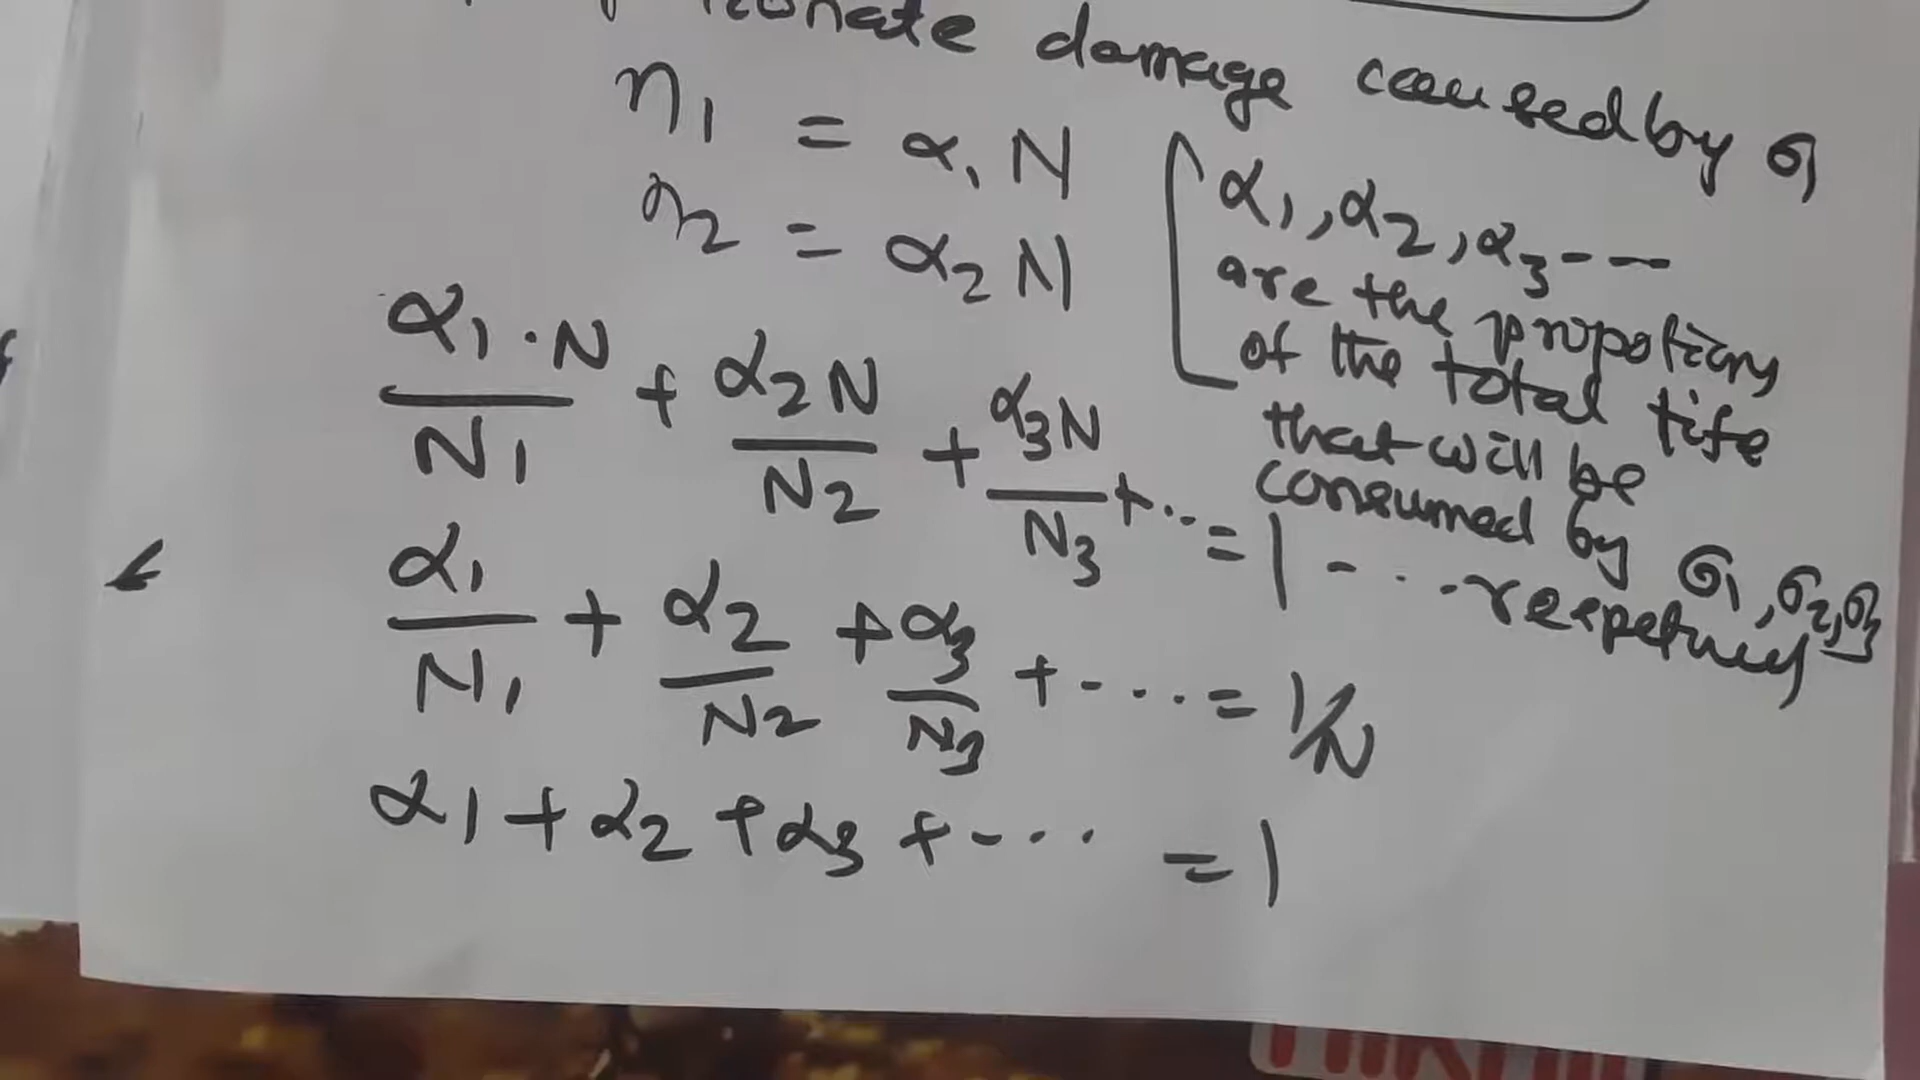 damage caused by σ1
n1 = α1 N
n2 = α2 N
[α1, α2, α3 ---
are the propotions
of the total life
that will be
consumed by σ1, σ2, σ3
α1·N/N1 + α2N/N2 + α3N/N3 +.. = 1 - ...
α1/N1 + α2/N2 + α3/N3 + - ... = 1/N
α1 + α2 + α3 + - ... = 1